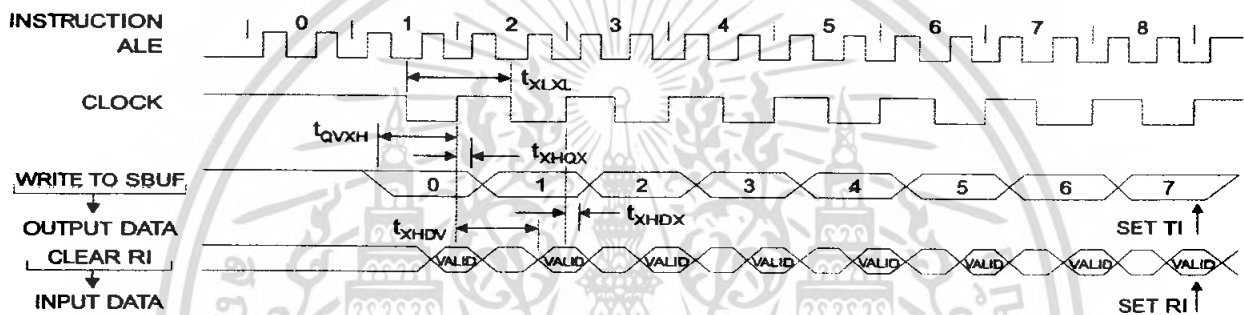 INSTRUCTION 0 1 2 3 4 5 6 7 8
ALE
tXLXL
CLOCK
tQVXH
tXHQX
WRITE TO SBUF 0 1 2 3 4 5 6 7
OUTPUT DATA
tXHDV
tXHDX
SET TI
CLEAR RI
VALID VALID VALID VALID VALID VALID VALID VALID
INPUT DATA
SET RI